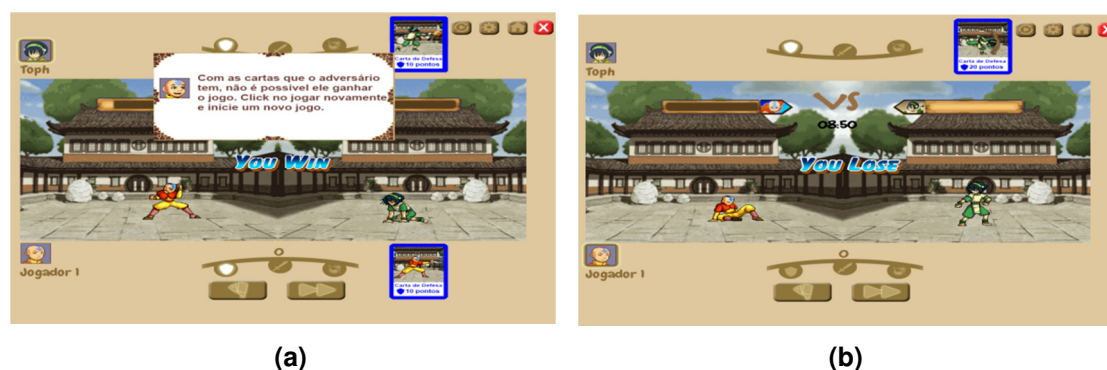 Toph
Carta de Defesa
10 pontos
Com as cartas que o adversário
tem, não é possível ele ganhar
o jogo. Click no jogar novamente
e inicie um novo jogo.
YOU WIN
Jogador 1
0
Carta de Defesa
10 pontos
(a)
Toph
Carta de Defesa
20 pontos
VS
08:50
YOU LOSE
Jogador 1
0
(b)